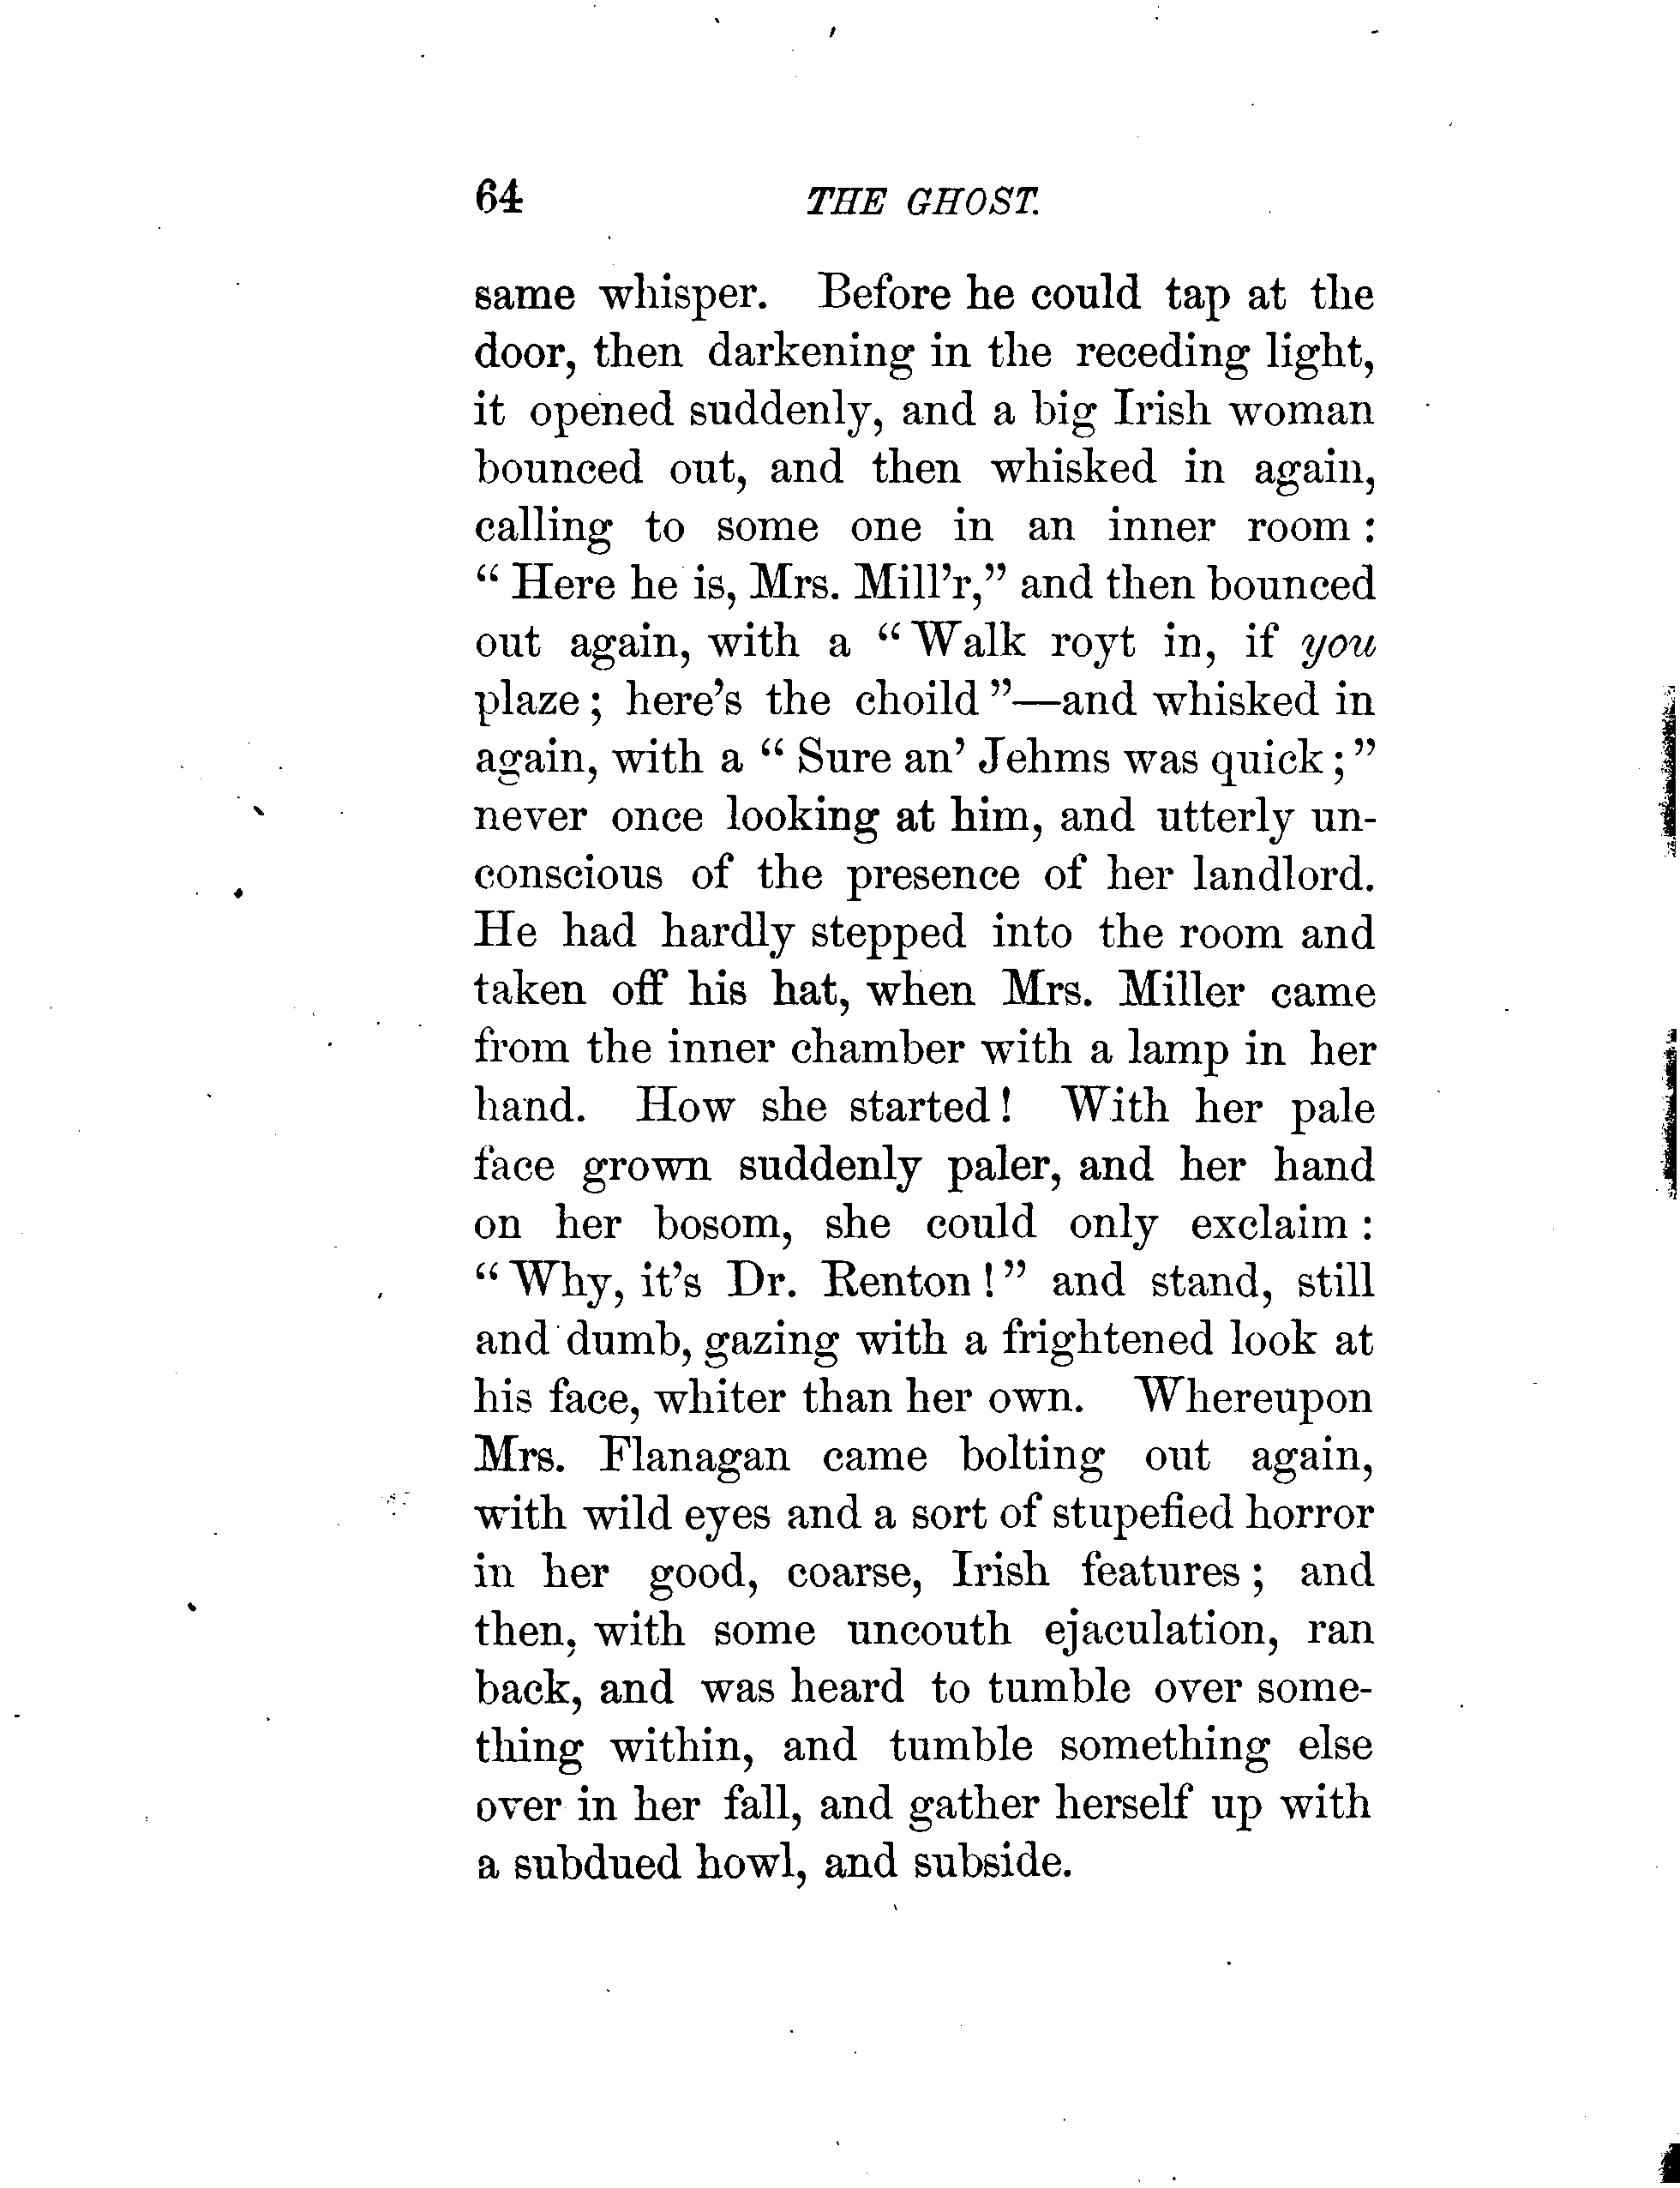 64 THE GHOST.
same whisper. Before he could tap at the
door, then darkening in the receding light,
it opened suddenly, and a big Irish woman
bounced out, and then whisked in again,
calling to some one in an inner room :
“ Here he is, Mrs. Mill’r,” and then bounced
out again, with a “ Walk royt in, if you
plaze ; here’s the choild ”—and whisked in
again, with a “ Sure an’ Jehms was quick ; ”
never once looking at him, and utterly un-
conscious of the presence of her landlord.
He had hardly stepped into the room and
taken off his hat, when Mrs. Miller came
from the inner chamber with a lamp in her
hand. How she started ! With her pale
face grown suddenly paler, and her hand
on her bosom, she could only exclaim :
“ Why, it’s Dr. Renton ! ” and stand, still
and dumb, gazing with a frightened look at
his face, whiter than her own. Whereupon
Mrs. Flanagan came bolting out again,
with wild eyes and a sort of stupefied horror
in her good, coarse, Irish features ; and
then, with some uncouth ejaculation, ran
back, and was heard to tumble over some-
thing within, and tumble something else
over in her fall, and gather herself up with
a subdued howl, and subside.